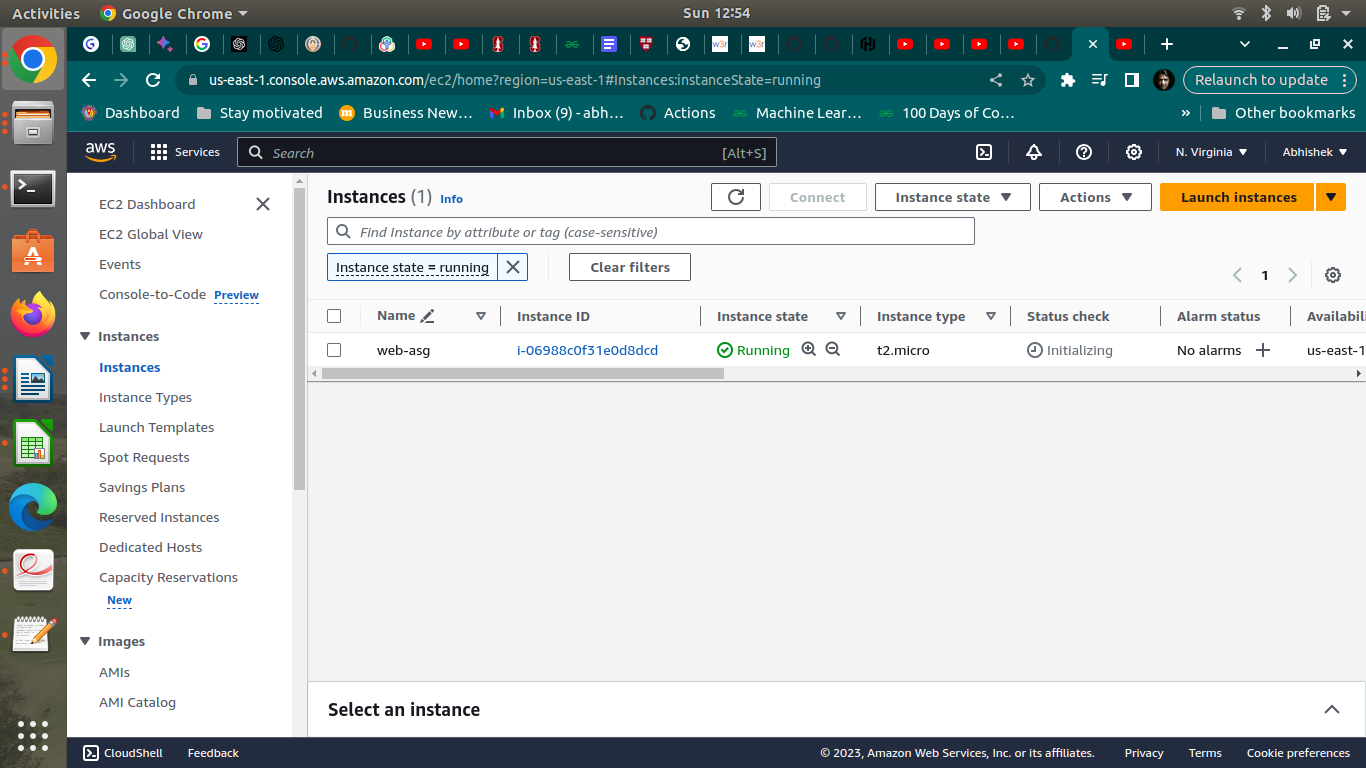 Activities Google Chrome Sun 12:54
w3r w3r
us-east-1.console.aws.amazon.com/ec2/home?region=us-east-1#Instances:instanceState=running Relaunch to update
Dashboard Stay motivated Business New… Inbox (9) - abh… Actions Machine Lear… 100 Days of Co… » Other bookmarks
aws Services Search [Alt+S] N. Virginia Abhishek
EC2 Dashboard
EC2 Global View
Events
Console-to-Code Preview
Instances
Instances
Instance Types
Launch Templates
Spot Requests
Savings Plans
Reserved Instances
Dedicated Hosts
Capacity Reservations
New
Images
AMIs
AMI Catalog
Instances (1) Info Connect Instance state Actions Launch instances
Find Instance by attribute or tag (case-sensitive)
Instance state = running Clear filters 1
Name Instance ID Instance state Instance type Status check Alarm status Availabili
web-asg i-06988c0f31e0d8dcd Running t2.micro Initializing No alarms us-east-1
Select an instance
CloudShell Feedback © 2023, Amazon Web Services, Inc. or its affiliates. Privacy Terms Cookie preferences